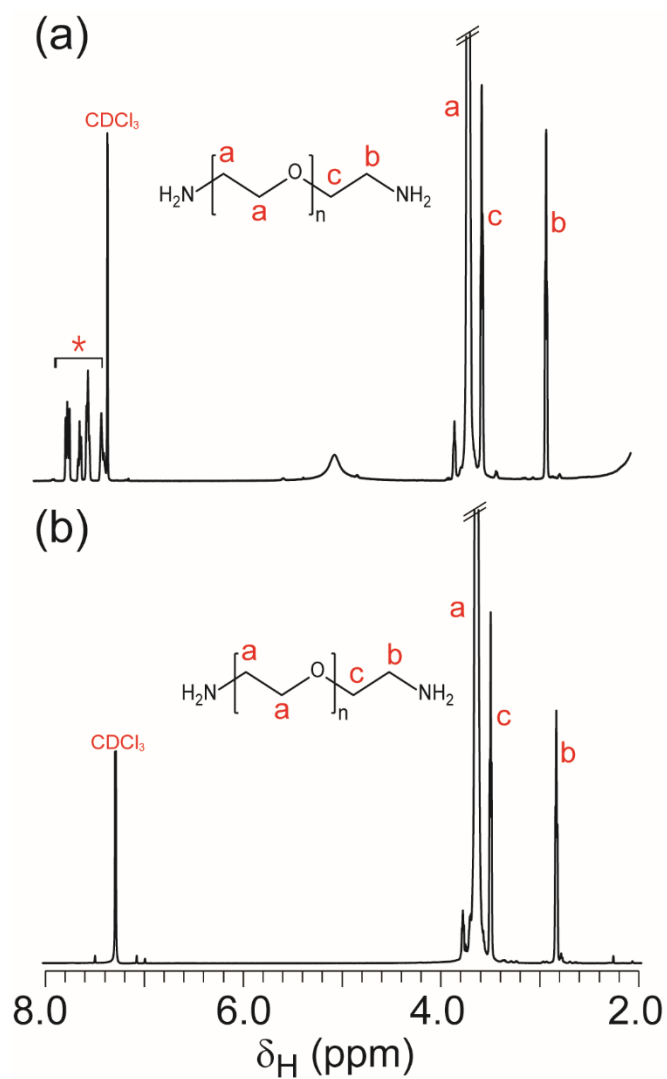 (a)
a
CDCl₃
a
b
O
c
c
b
H₂N
NH₂
a
n
*
(b)
a
a
b
O
c
c
H₂N
NH₂
a
n
CDCl₃
b
8.0 6.0 4.0 2.0
δH (ppm)